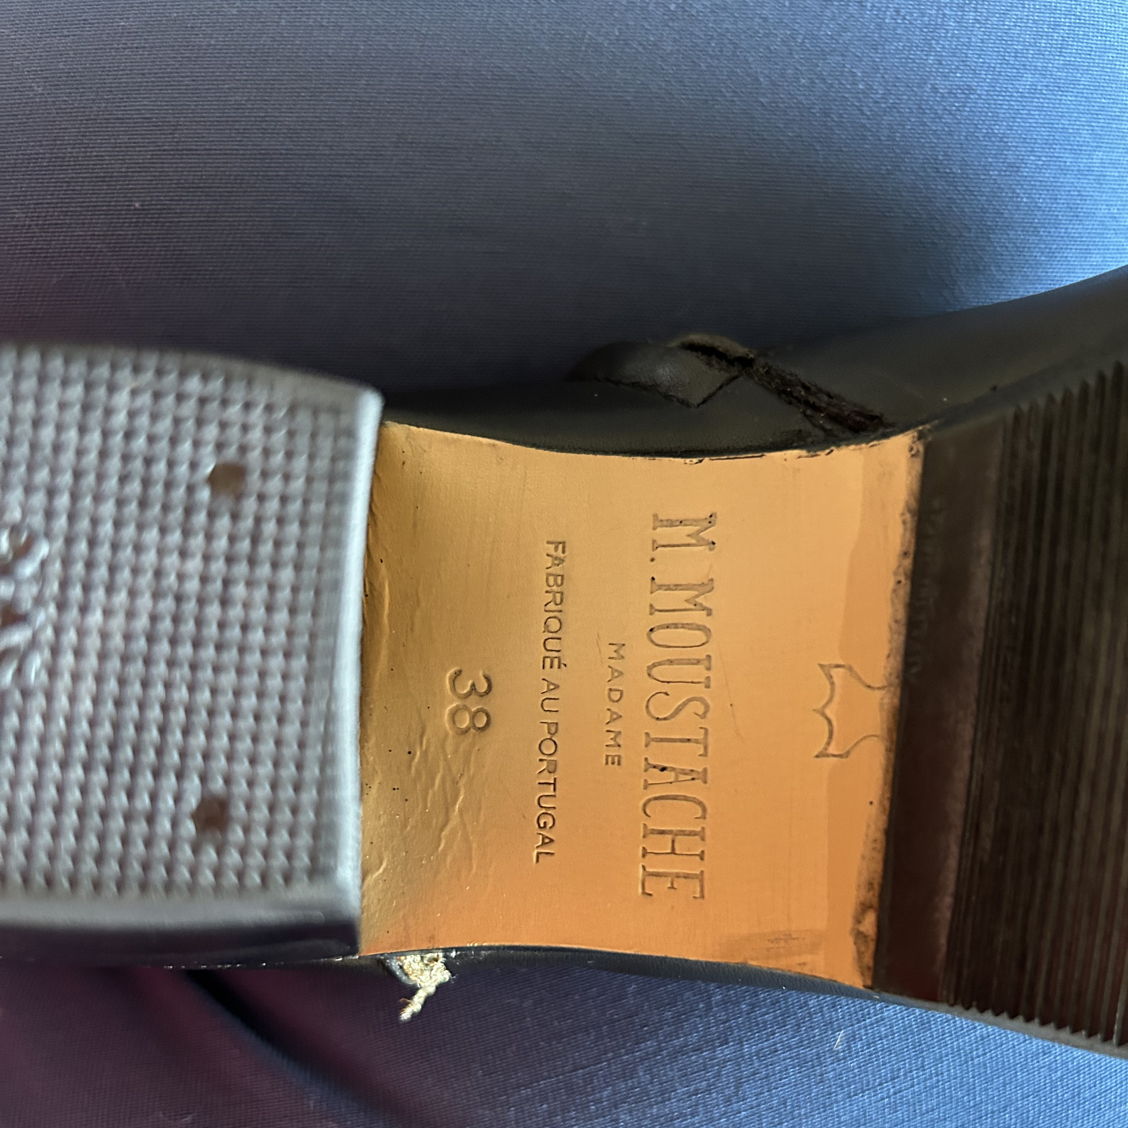 M. MOUSTACHE
MADAME
FABRIQUÉ AU PORTUGAL
38